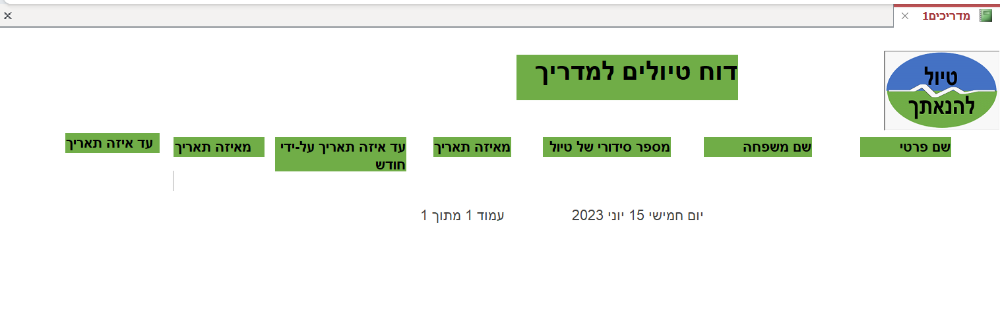 מדריכים1
טיול
להנאתך
דוח טיולים למדריך
שם פרטי
שם משפחה
מספר סידורי של טיול
מאיזה תאריך
עד איזה תאריך על-ידי
חודש
מאיזה תאריך
עד איזה תאריך
יום חמישי 15 יוני 2023
עמוד 1 מתוך 1